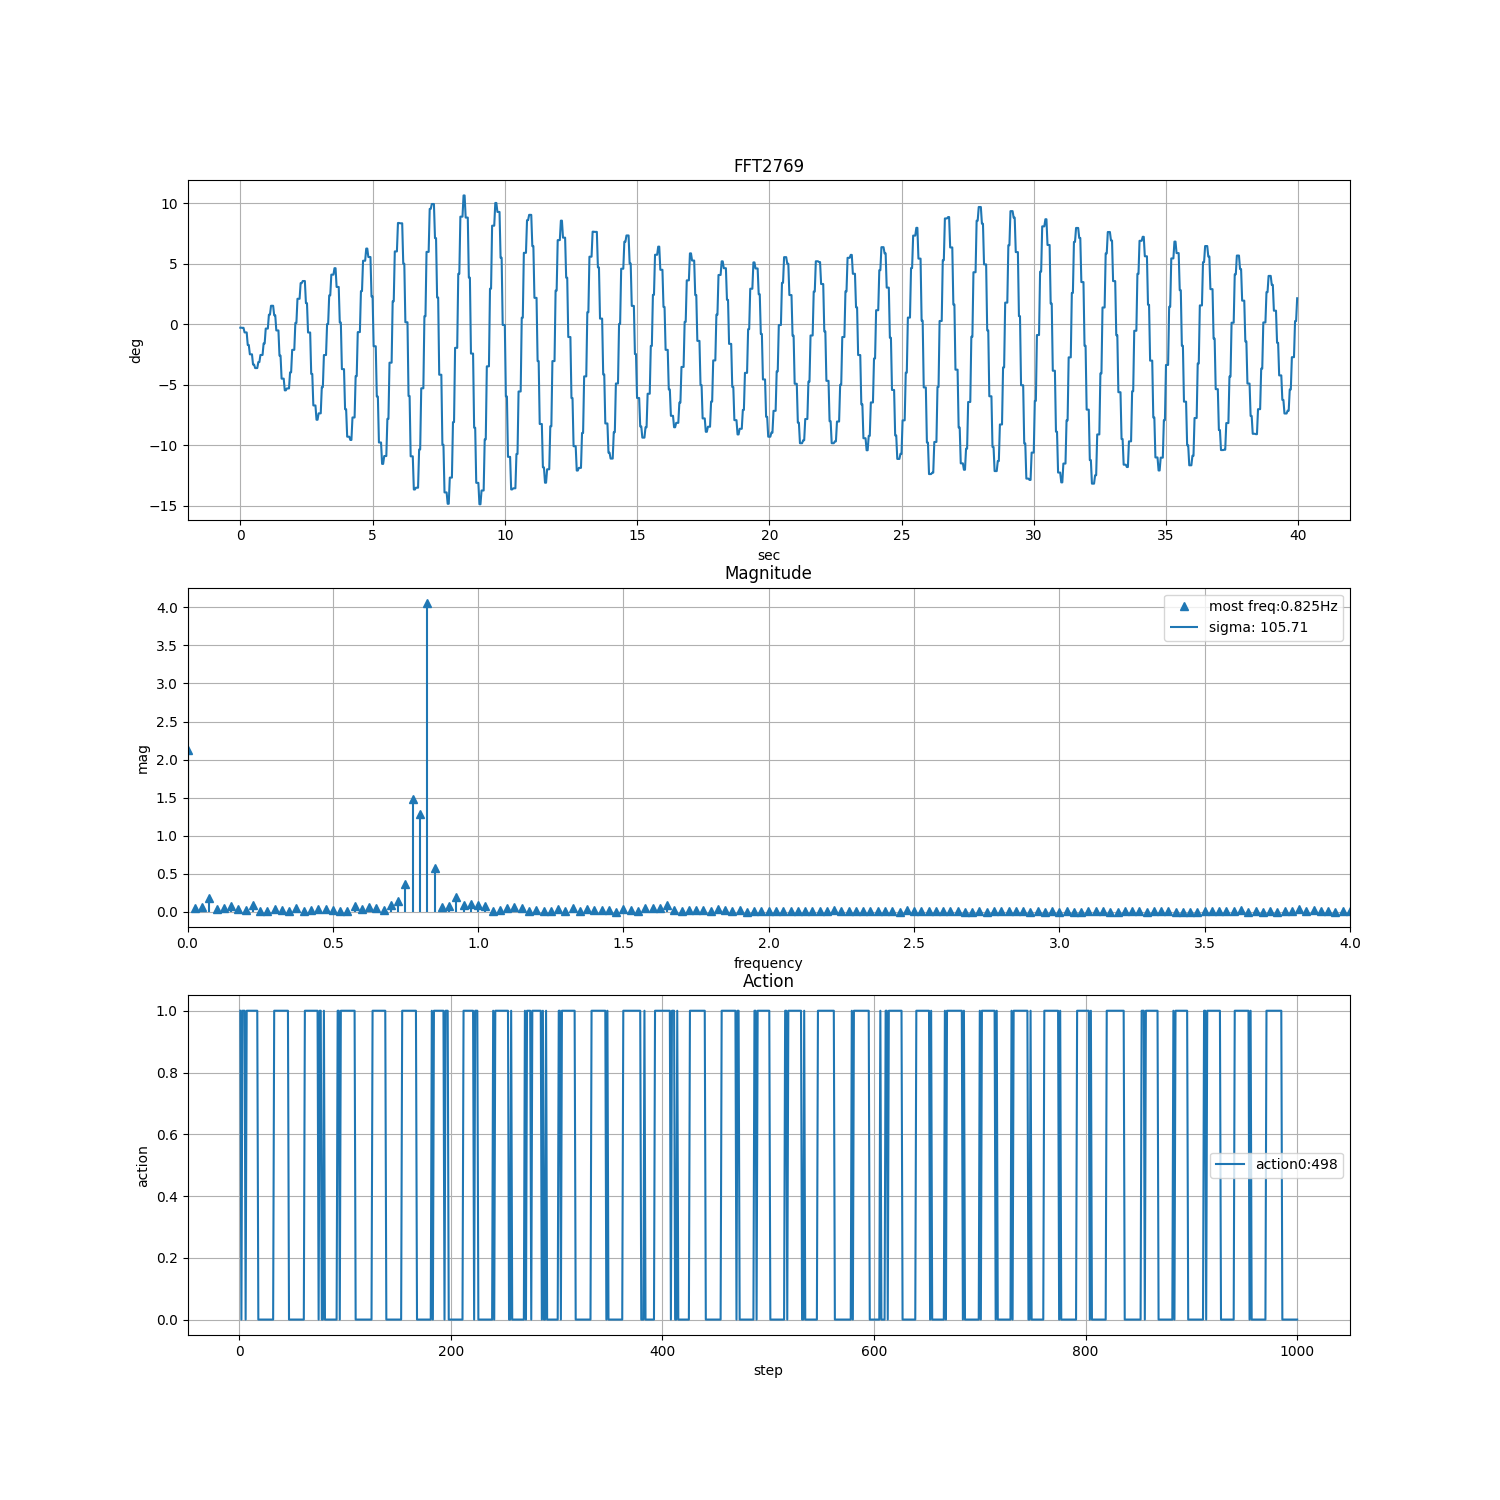 FFT2769
10
5
0
−5
−10
−15
deg
0 5 10 15 20 25 30 35 40
sec
Magnitude
4.0
3.5
3.0
2.5
2.0
1.5
1.0
0.5
0.0
mag
most freq:0.825Hz
sigma: 105.71
0.0 0.5 1.0 1.5 2.0 2.5 3.0 3.5 4.0
frequency
Action
1.0
0.8
0.6
0.4
0.2
0.0
action
action0:498
0 200 400 600 800 1000
step